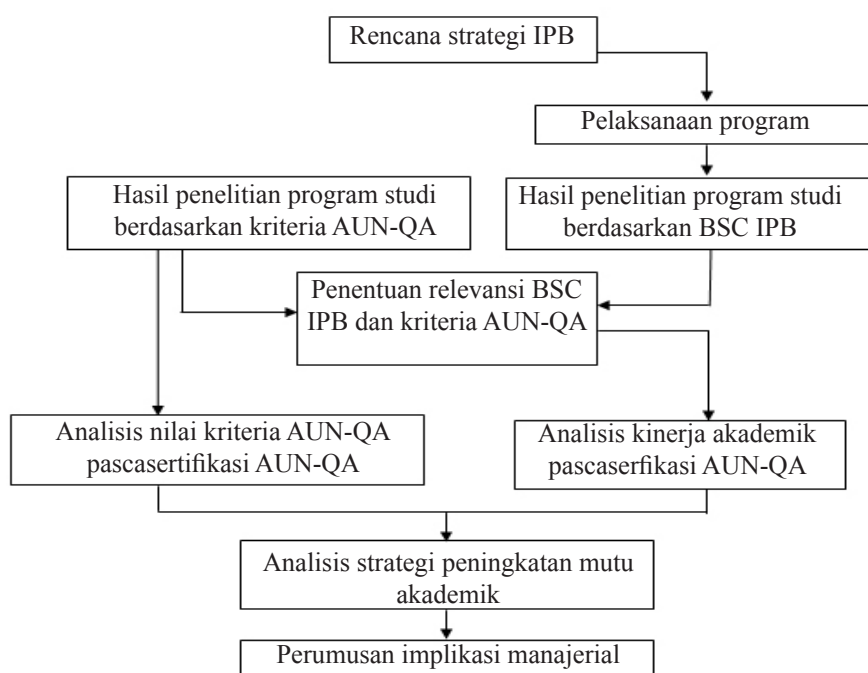 Rencana strategi IPB
Pelaksanaan program
Hasil penelitian program studi
berdasarkan kriteria AUN-QA
Hasil penelitian program studi
berdasarkan BSC IPB
Penentuan relevansi BSC
IPB dan kriteria AUN-QA
Analisis nilai kriteria AUN-QA
pascasertifikasi AUN-QA
Analisis kinerja akademik
pascaserfikasi AUN-QA
Analisis strategi peningkatan mutu
akademik
Perumusan implikasi manajerial